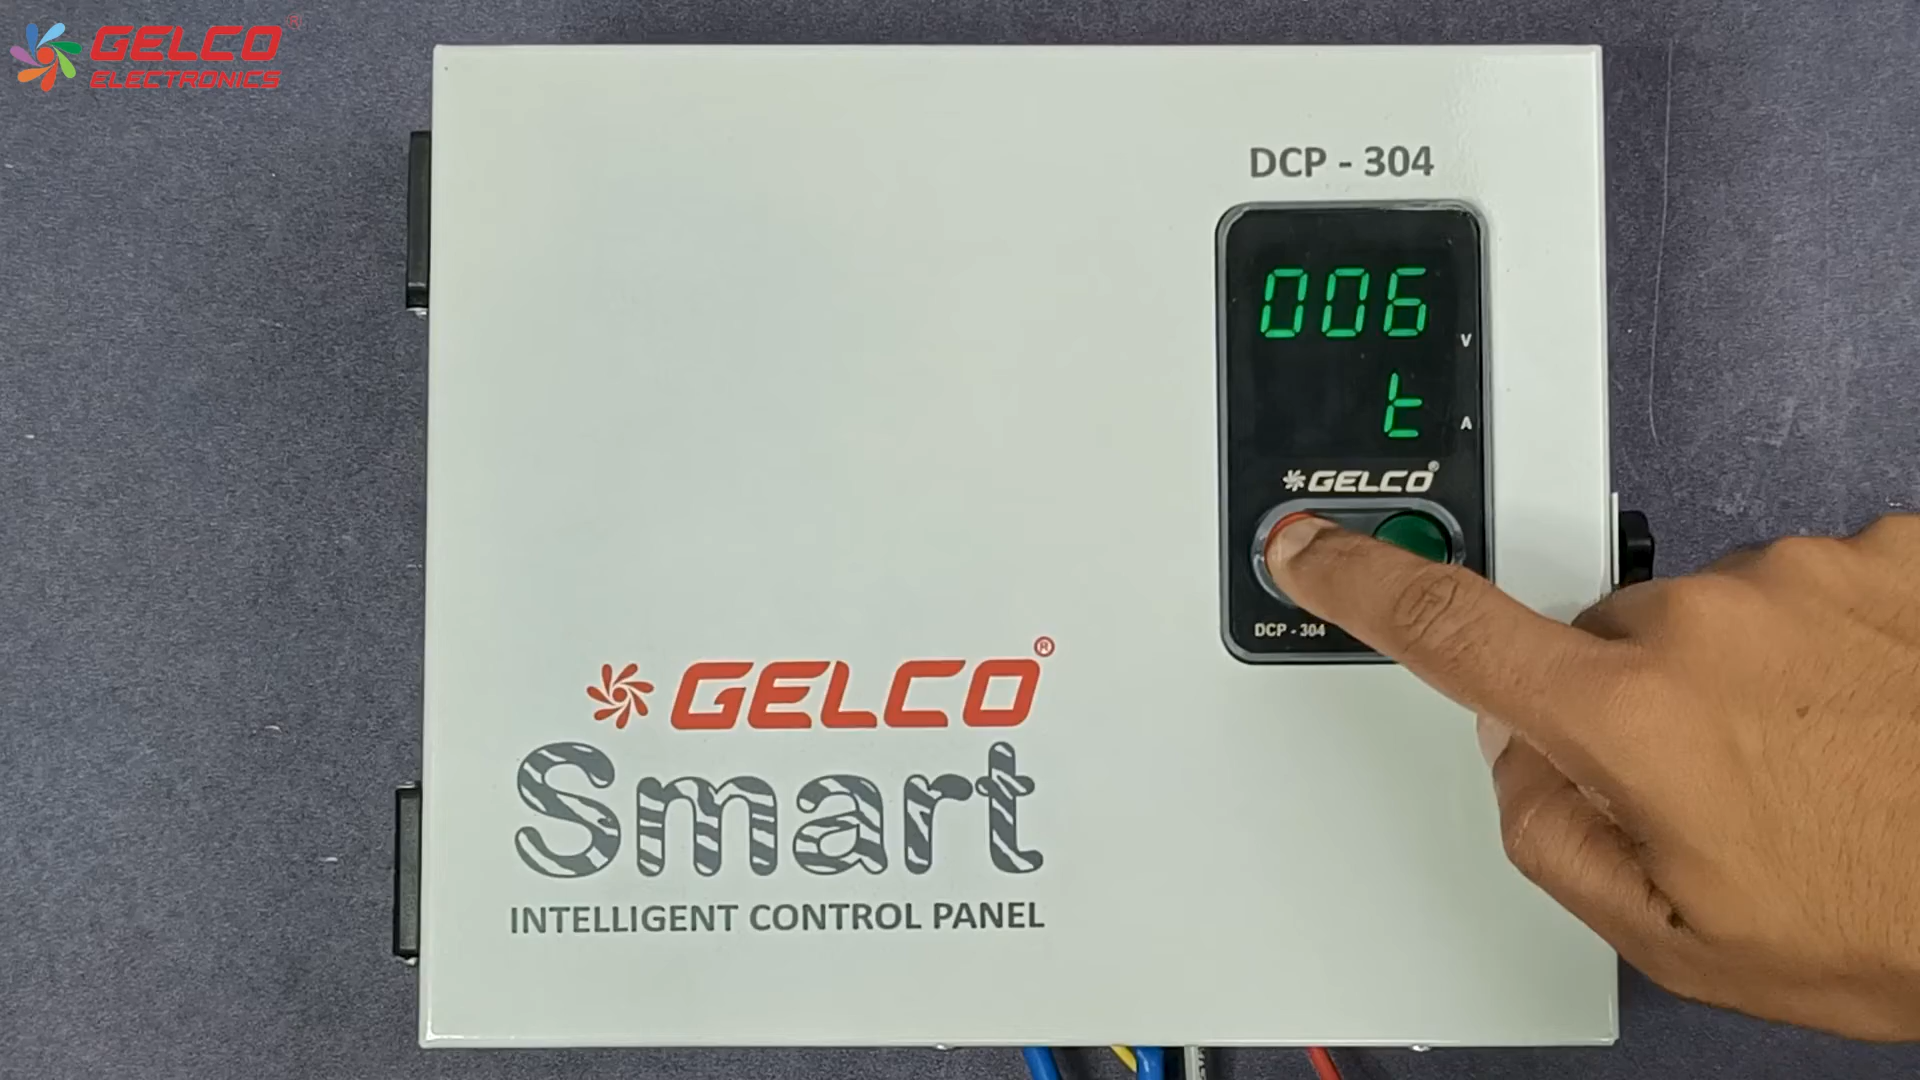 GELCO®
ELECTRONICS
DCP - 304
006
V
t
A
GELCO®
DCP - 304
GELCO®
Smart
INTELLIGENT CONTROL PANEL